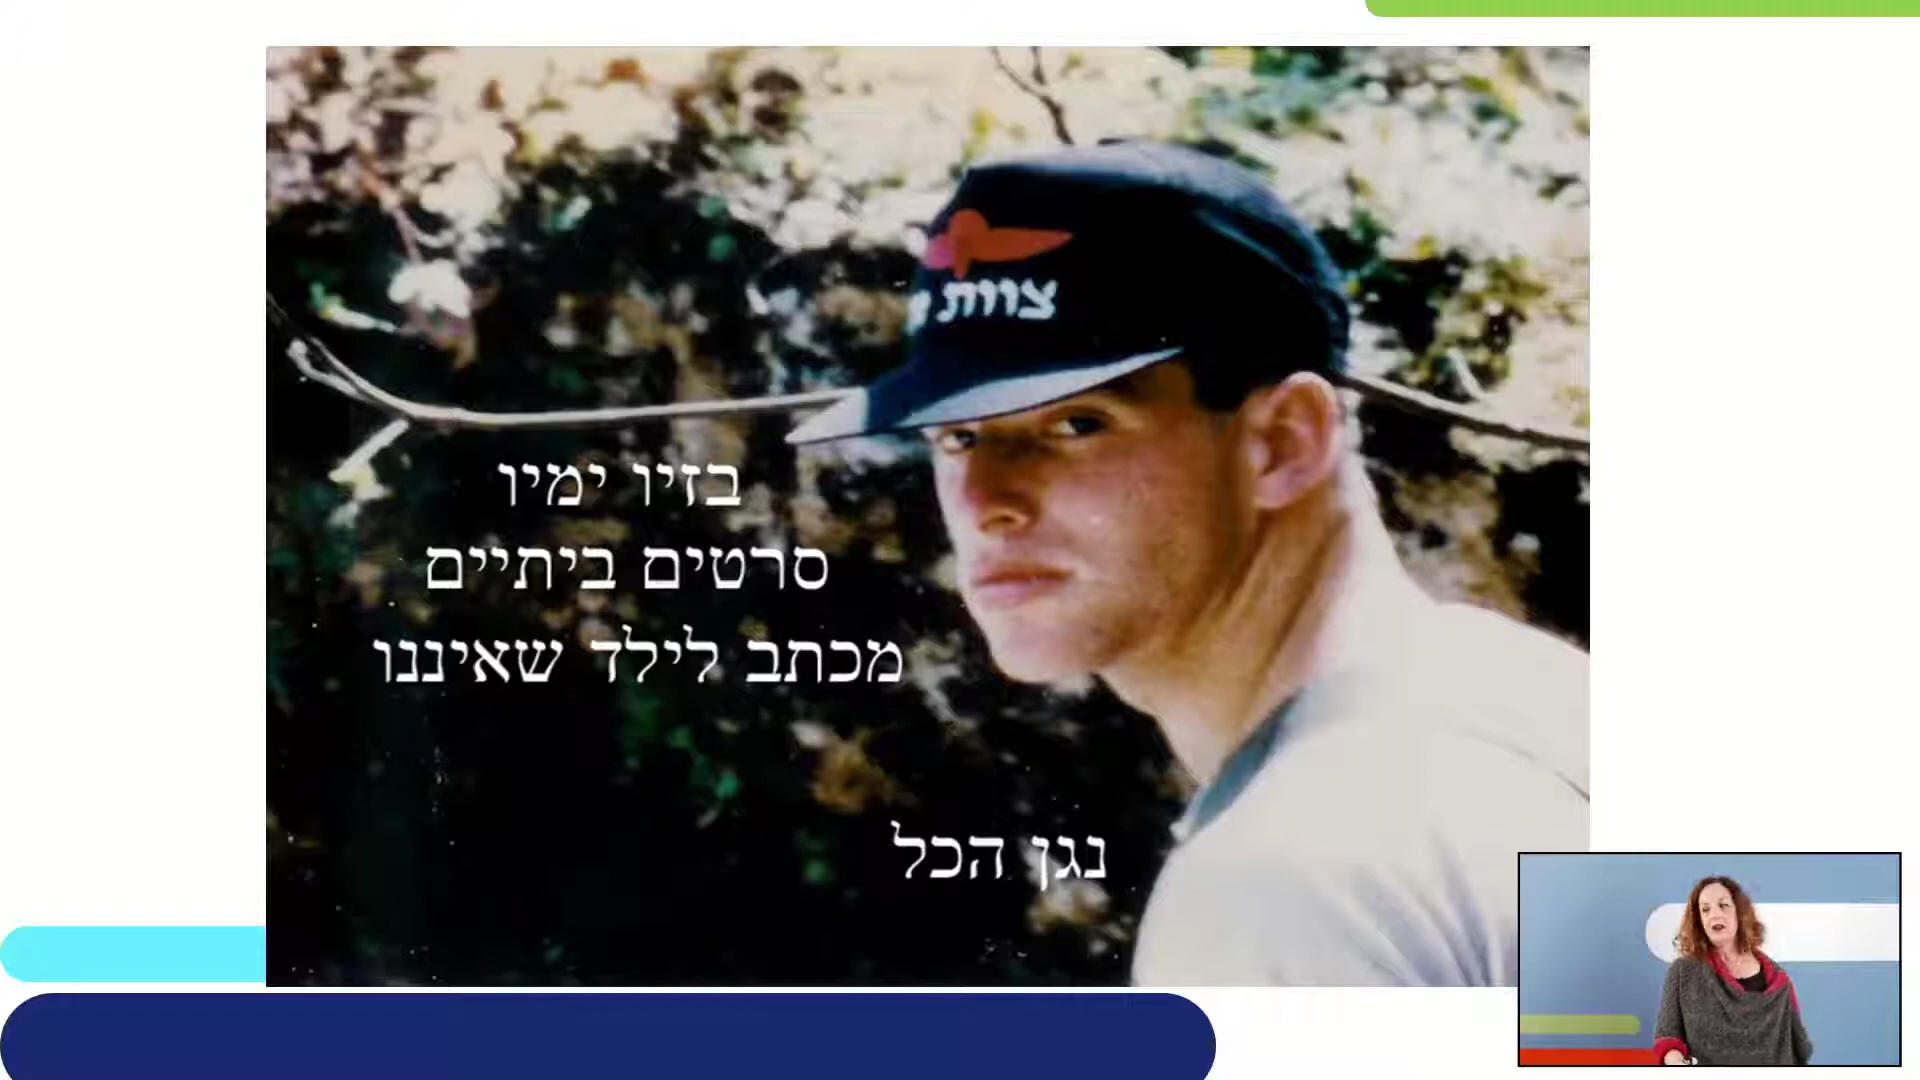 צוות
בזיו ימיו
סרטים ביתיים
מכתב לילד שאיננו
נגן הכל